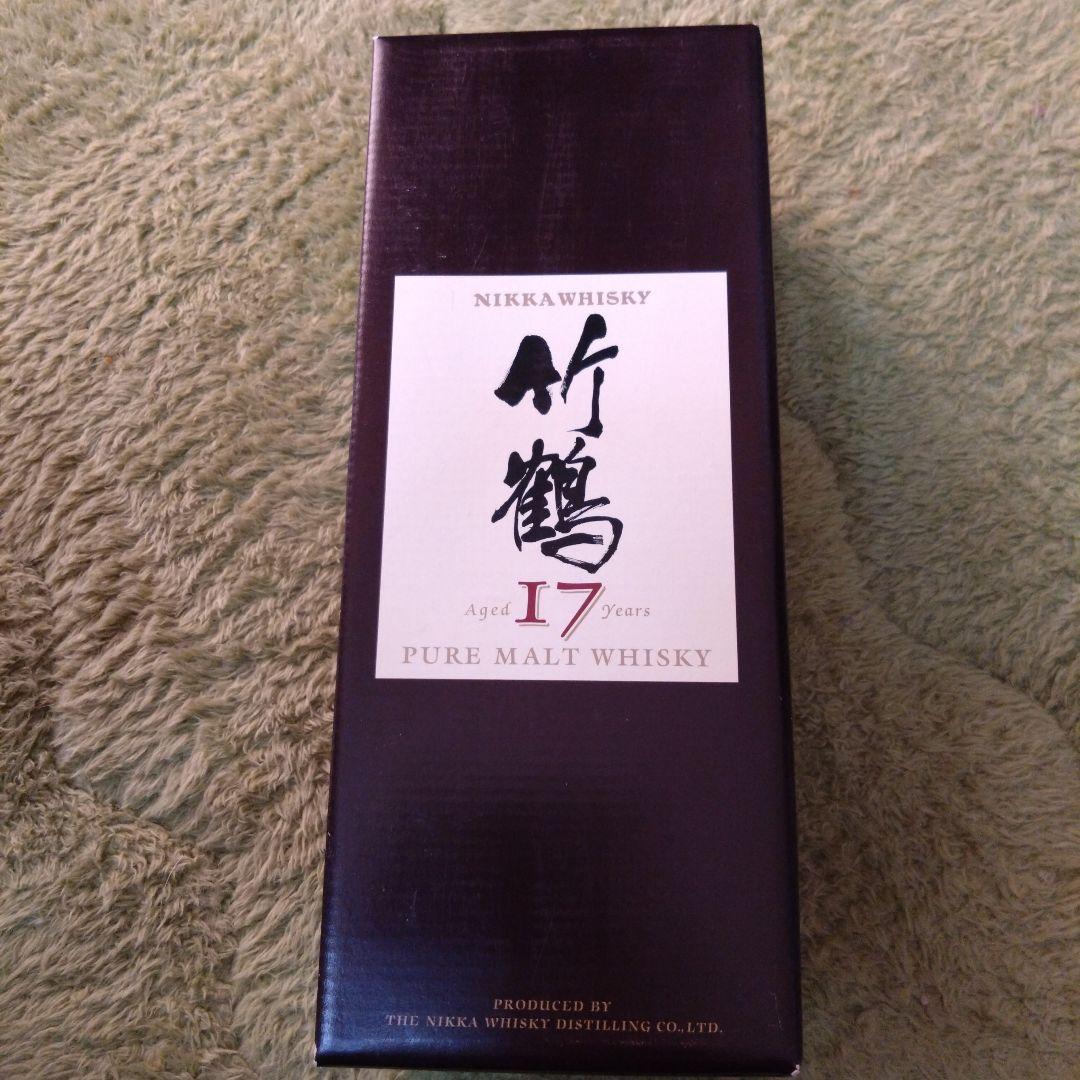 NIKKA WHISKY
竹
鶴
Aged 17 Years
PURE MALT WHISKY
PRODUCED BY
THE NIKKA WHISKY DISTILLING CO., LTD.